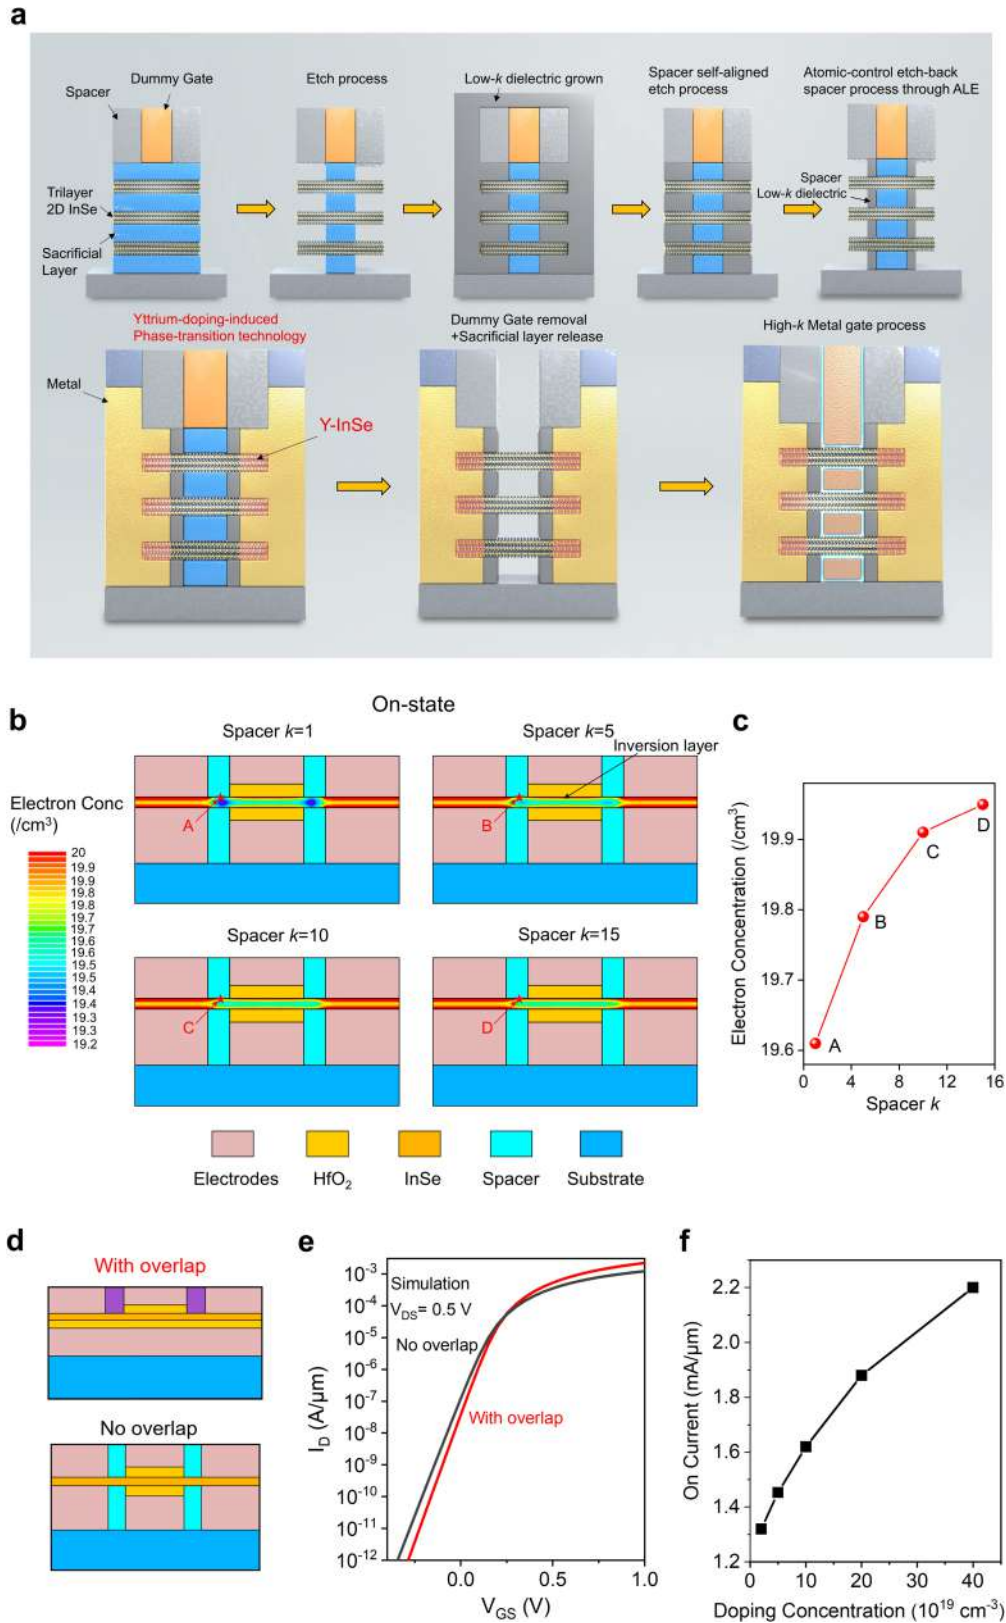 a
Dummy Gate
Spacer
Trilayer
2D InSe
Sacrificial
Layer
Etch process
Low-k dielectric grown
Spacer self-aligned
etch process
Atomic-control etch-back
spacer process through ALE
Spacer
Low-k dielectric
Yttrium-doping-induced
Phase-transition technology
Metal
Y-InSe
Dummy Gate removal
+Sacrificial layer release
High-k Metal gate process
b
On-state
Spacer k=1
Spacer k=5
Inversion layer
Electron Conc
(/cm³)
20
19.9
19.9
19.8
19.8
19.7
19.7
19.6
19.6
19.5
19.5
19.4
19.4
19.3
19.3
19.2
A
B
Spacer k=10
Spacer k=15
C
D
Electrodes
HfO₂
InSe
Spacer
Substrate
c
Electron Concentration (/cm³)
19.9
19.8
19.7
19.6
A
B
C
D
0
4
8
12
16
Spacer k
d
With overlap
No overlap
e
I_D (A/μm)
10⁻³
10⁻⁴
10⁻⁵
10⁻⁶
10⁻⁷
10⁻⁸
10⁻⁹
10⁻¹⁰
10⁻¹¹
10⁻¹²
Simulation
V_DS= 0.5 V
No overlap
With overlap
0.0
0.5
1.0
V_GS (V)
f
On Current (mA/μm)
2.2
2.0
1.8
1.6
1.4
1.2
0
10
20
30
40
Doping Concentration (10¹⁹ cm⁻³)